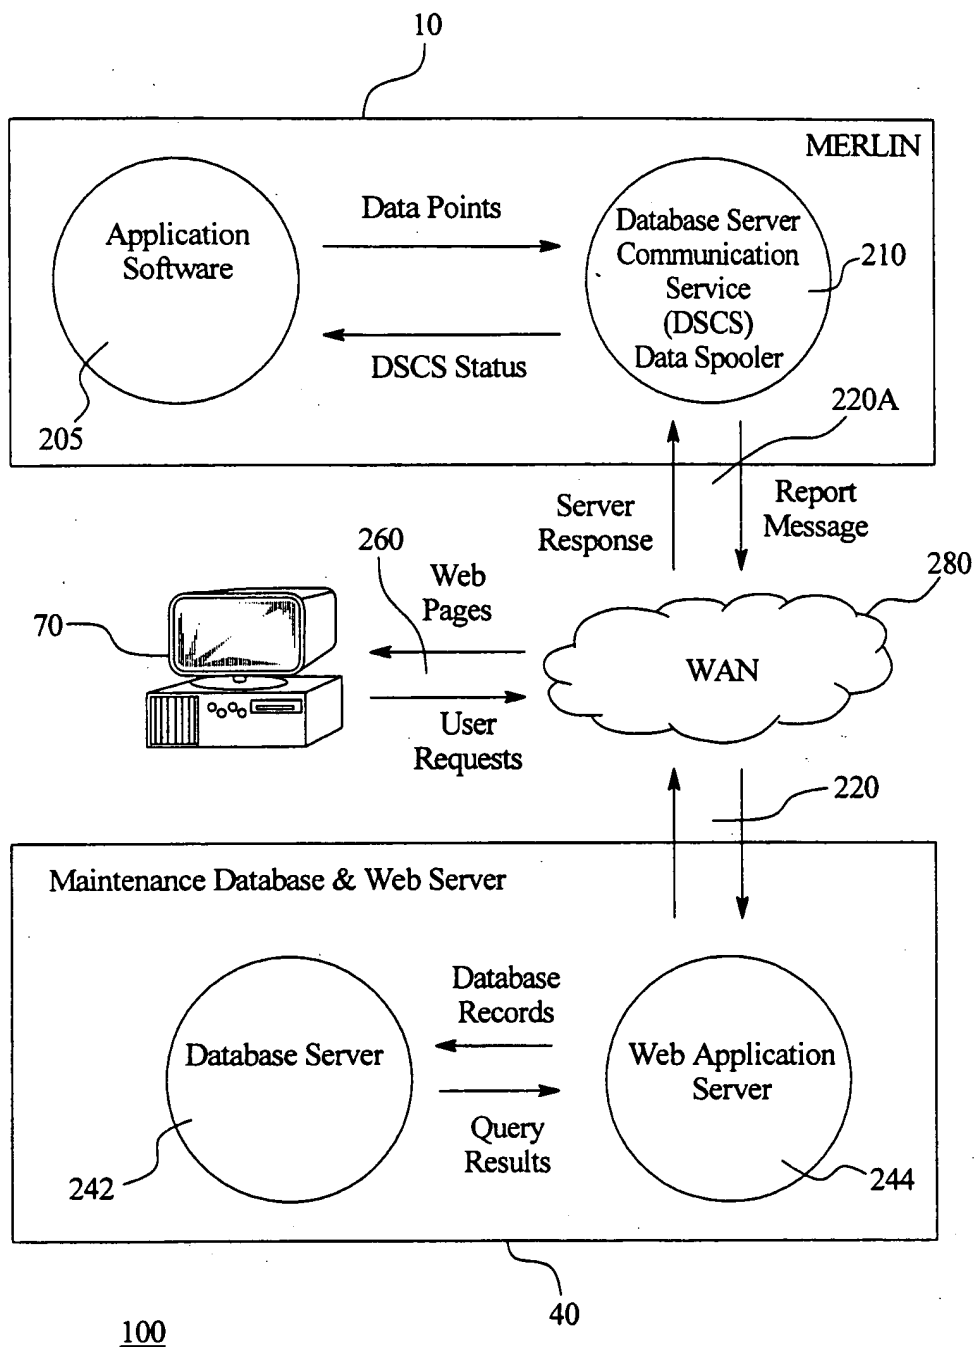 10
MERLIN
Application
Software
Data Points
Database Server
Communication
Service
(DSCS)
Data Spooler
210
DSCS Status
205
220A
Server
Response
Report
Message
260
Web
Pages
280
70
WAN
User
Requests
220
Maintenance Database & Web Server
Database
Records
Database Server
Web Application
Server
Query
Results
242
244
40
100